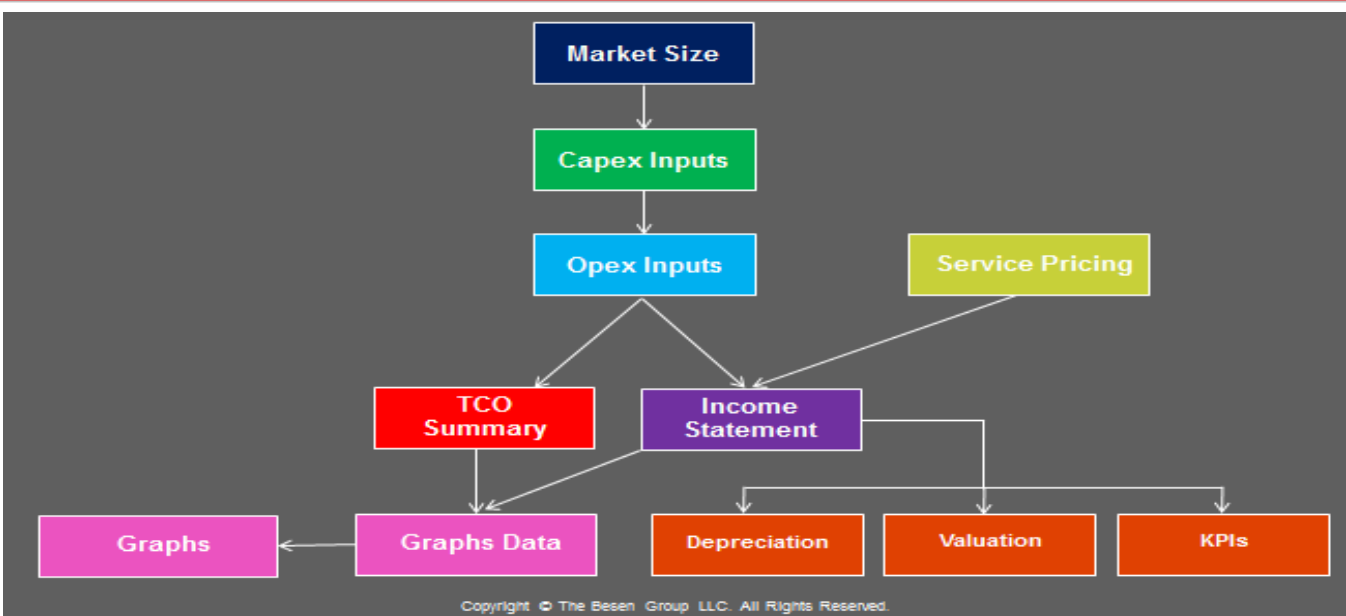 Market Size
Capex Inputs
Opex Inputs
Service Pricing
TCO
Summary
Income
Statement
Graphs
Graphs Data
Depreciation
Valuation
KPIs
Copyright © The Besen Group LLC. All Rights Reserved.